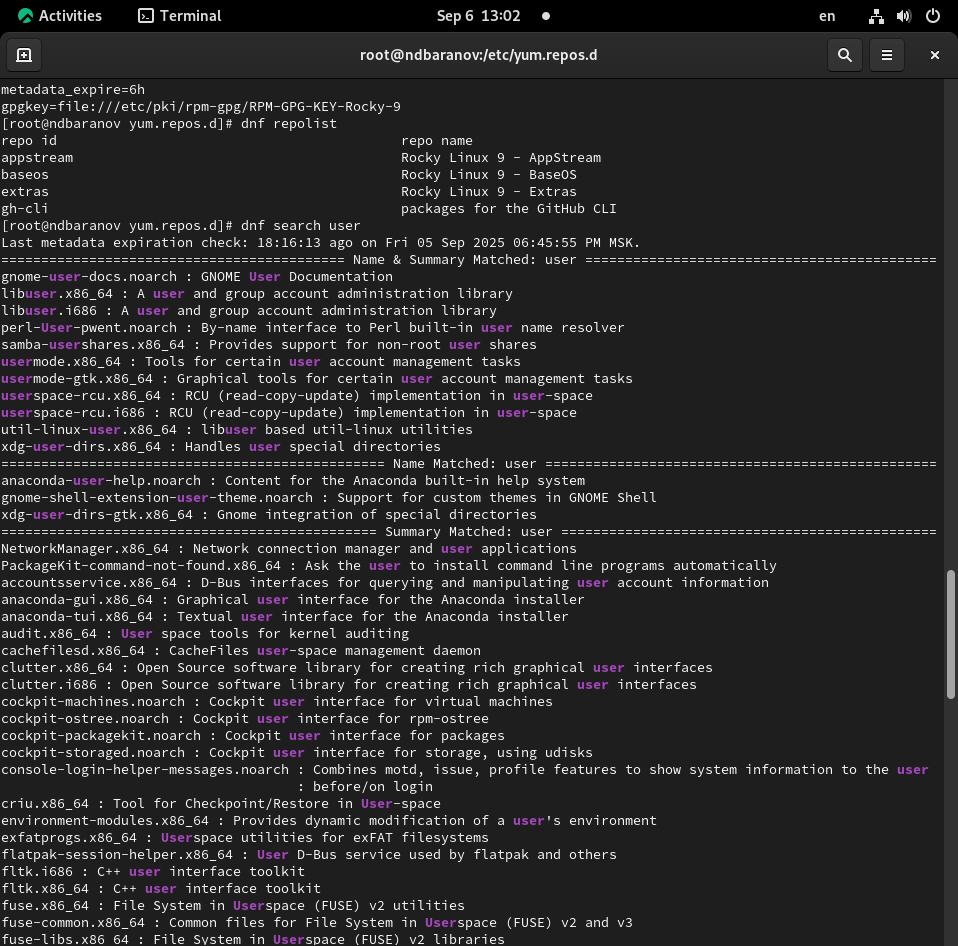 Activities Terminal Sep 6 13:02 en
root@ndbaranov:/etc/yum.repos.d
metadata_expire=6h
gpgkey=file:///etc/pki/rpm-gpg/RPM-GPG-KEY-Rocky-9
[root@ndbaranov yum.repos.d]# dnf repolist
repo id repo name
appstream Rocky Linux 9 - AppStream
baseos Rocky Linux 9 - BaseOS
extras Rocky Linux 9 - Extras
gh-cli packages for the GitHub CLI
[root@ndbaranov yum.repos.d]# dnf search user
Last metadata expiration check: 18:16:13 ago on Fri 05 Sep 2025 06:45:55 PM MSK.
=========================================== Name & Summary Matched: user ============================================
gnome-user-docs.noarch : GNOME User Documentation
libuser.x86_64 : A user and group account administration library
libuser.i686 : A user and group account administration library
perl-User-pwent.noarch : By-name interface to Perl built-in user name resolver
samba-usershares.x86_64 : Provides support for non-root user shares
usermode.x86_64 : Tools for certain user account management tasks
usermode-gtk.x86_64 : Graphical tools for certain user account management tasks
userspace-rcu.x86_64 : RCU (read-copy-update) implementation in user-space
userspace-rcu.i686 : RCU (read-copy-update) implementation in user-space
util-linux-user.x86_64 : libuser based util-linux utilities
xdg-user-dirs.x86_64 : Handles user special directories
================================================ Name Matched: user =================================================
anaconda-user-help.noarch : Content for the Anaconda built-in help system
gnome-shell-extension-user-theme.noarch : Support for custom themes in GNOME Shell
xdg-user-dirs-gtk.x86_64 : Gnome integration of special directories
=============================================== Summary Matched: user ===============================================
NetworkManager.x86_64 : Network connection manager and user applications
PackageKit-command-not-found.x86_64 : Ask the user to install command line programs automatically
accountsservice.x86_64 : D-Bus interfaces for querying and manipulating user account information
anaconda-gui.x86_64 : Graphical user interface for the Anaconda installer
anaconda-tui.x86_64 : Textual user interface for the Anaconda installer
audit.x86_64 : User space tools for kernel auditing
cachefilesd.x86_64 : CacheFiles user-space management daemon
clutter.x86_64 : Open Source software library for creating rich graphical user interfaces
clutter.i686 : Open Source software library for creating rich graphical user interfaces
cockpit-machines.noarch : Cockpit user interface for virtual machines
cockpit-ostree.noarch : Cockpit user interface for rpm-ostree
cockpit-packagekit.noarch : Cockpit user interface for packages
cockpit-storaged.noarch : Cockpit user interface for storage, using udisks
console-login-helper-messages.noarch : Combines motd, issue, profile features to show system information to the user
: before/on login
criu.x86_64 : Tool for Checkpoint/Restore in User-space
environment-modules.x86_64 : Provides dynamic modification of a user's environment
exfatprogs.x86_64 : Userspace utilities for exFAT filesystems
flatpak-session-helper.x86_64 : User D-Bus service used by flatpak and others
fltk.i686 : C++ user interface toolkit
fltk.x86_64 : C++ user interface toolkit
fuse.x86_64 : File System in Userspace (FUSE) v2 utilities
fuse-common.x86_64 : Common files for File System in Userspace (FUSE) v2 and v3
fuse-libs.x86_64 : File System in Userspace (FUSE) v2 libraries